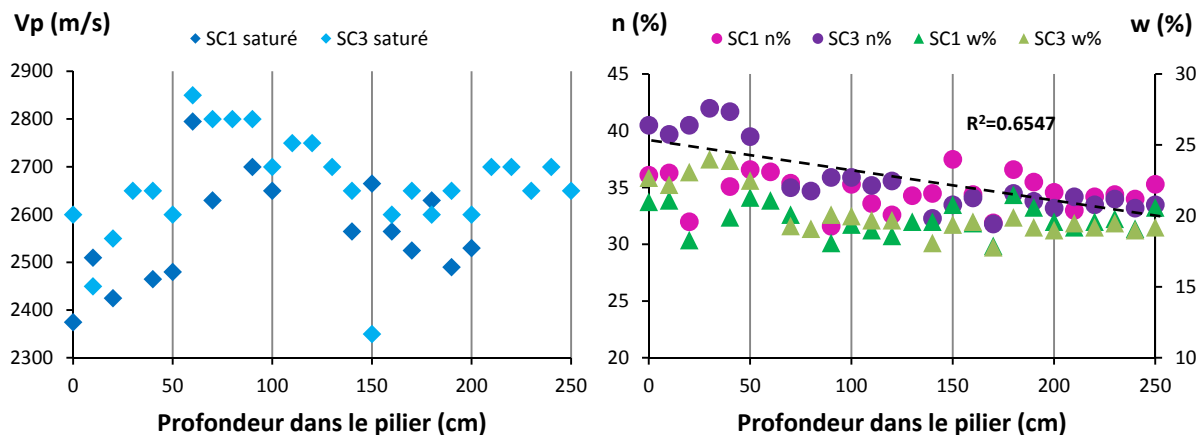 Vp (m/s)
SC1 saturé SC3 saturé
2900
2800
2700
2600
2500
2400
2300
0 50 100 150 200 250
Profondeur dans le pilier (cm)
n (%) w (%)
SC1 n% SC3 n% SC1 w% SC3 w%
45 30
40 25
R²=0.6547
35 20
30
25 15
20 10
0 50 100 150 200 250
Profondeur dans le pilier (cm)